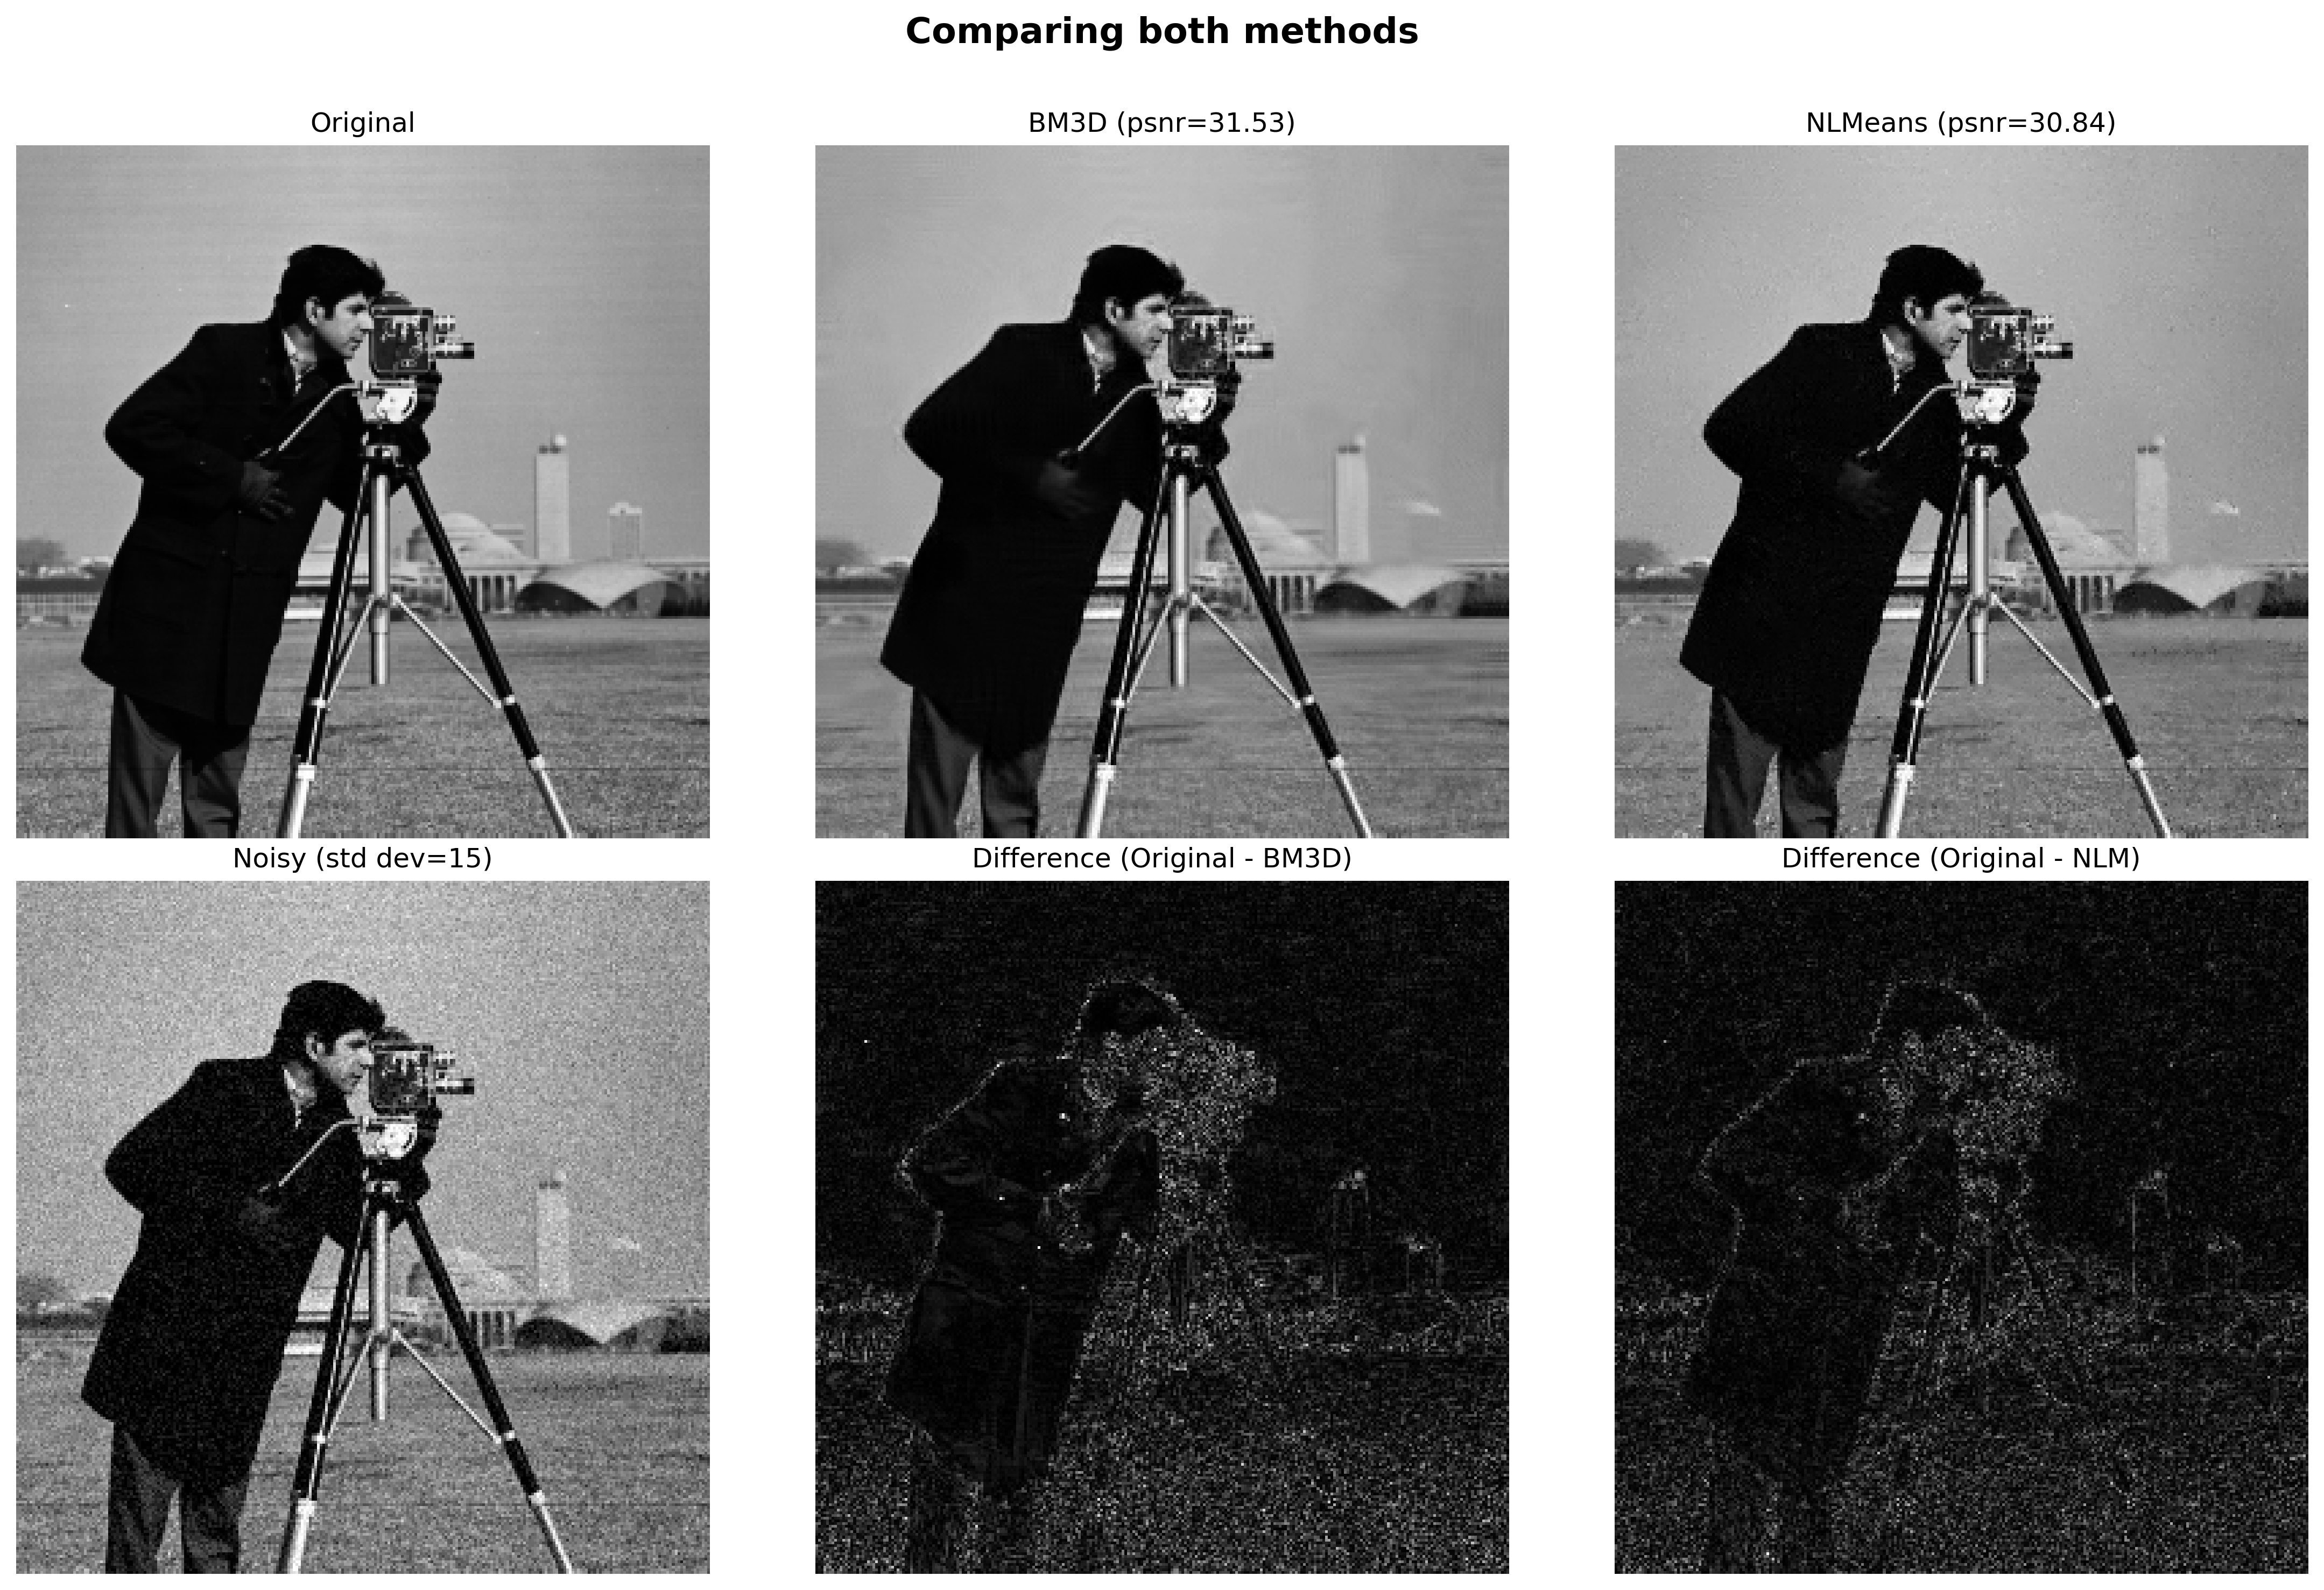 Comparing both methods
Original
BM3D (psnr=31.53)
NLMeans (psnr=30.84)
Noisy (std dev=15)
Difference (Original - BM3D)
Difference (Original - NLM)